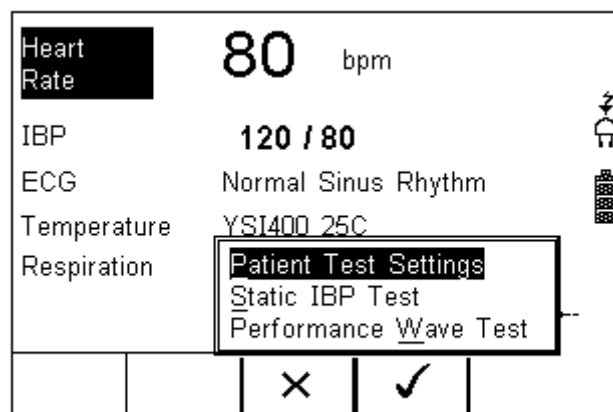 Heart
Rate
80 bpm
IBP 120 / 80
ECG Normal Sinus Rhythm
Temperature YSI400 25C
Respiration
Patient Test Settings
Static IBP Test
Performance Wave Test